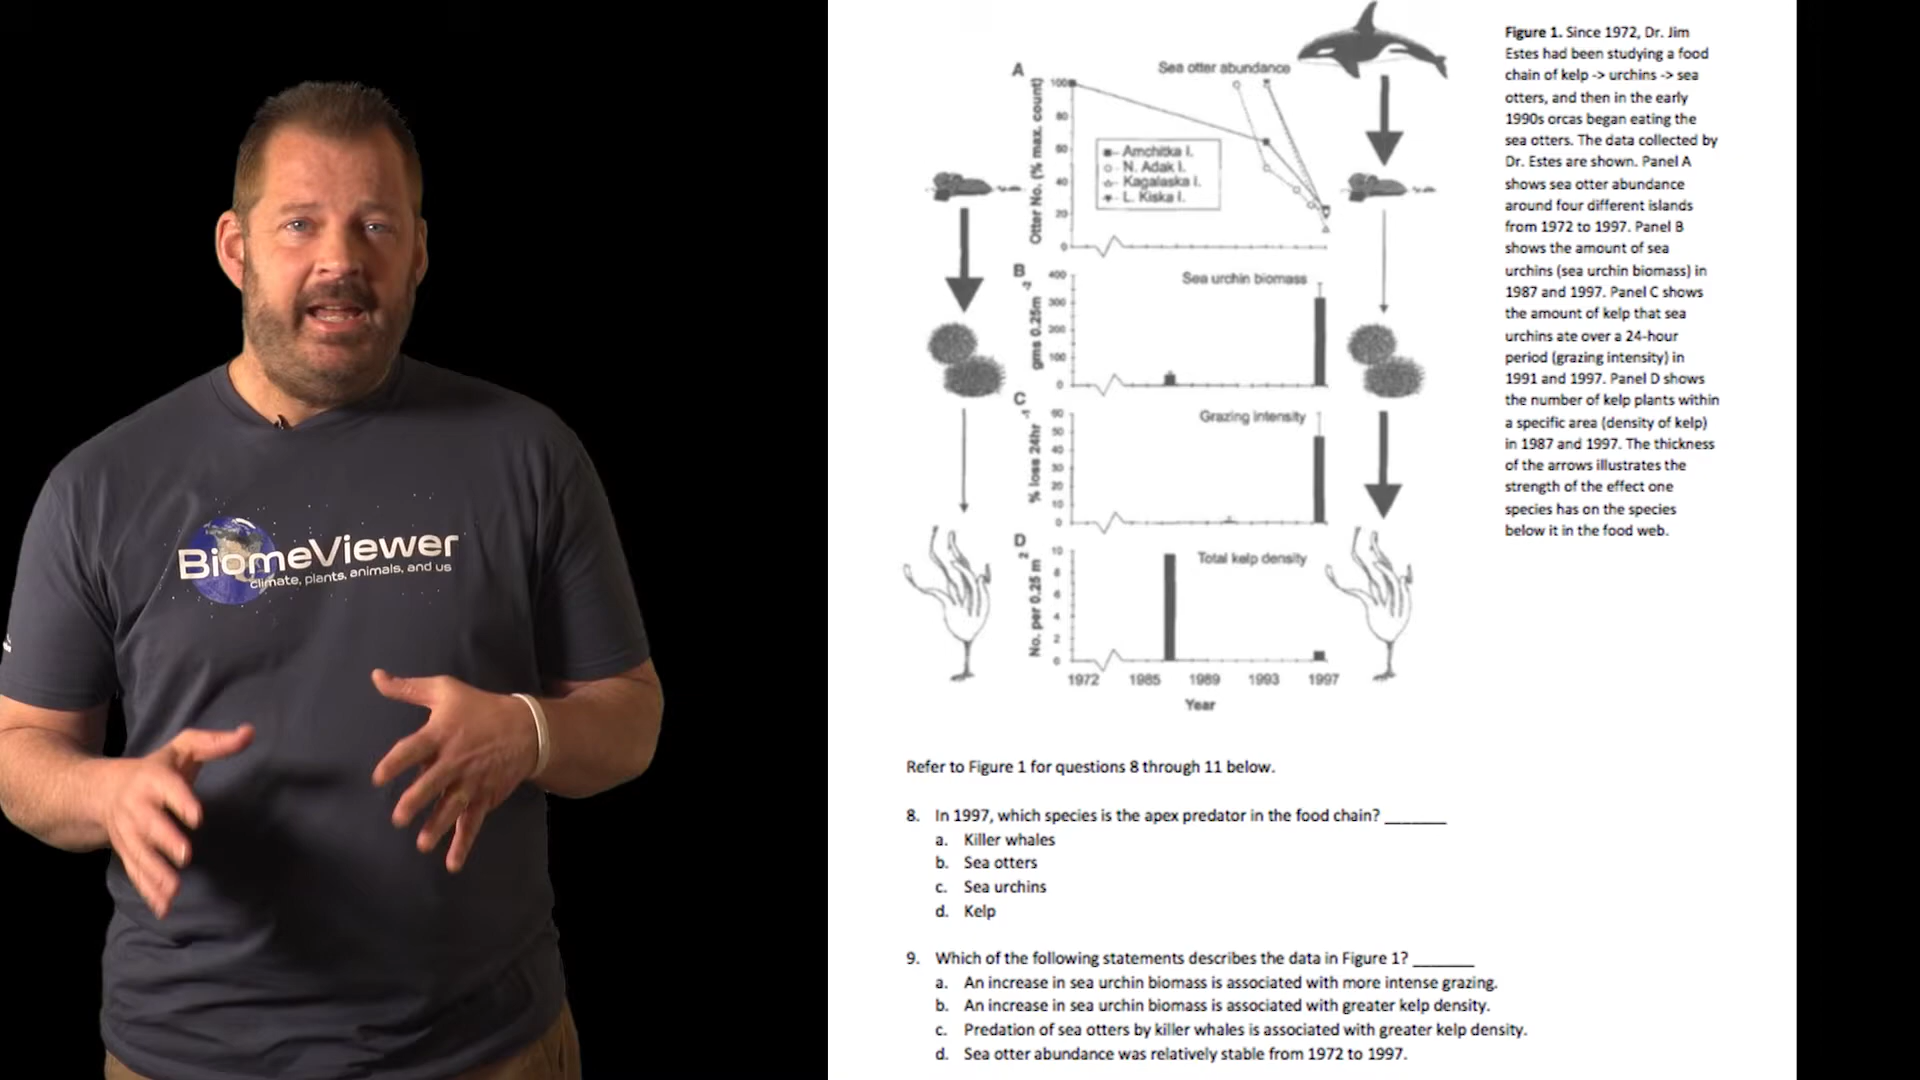 BiomeViewer
climate, plants, animals, and us
A
Sea otter abundance
Otter No. (% max. count)
100
80
60
40
20
0
Amchitka I.
N. Adak I.
Kagalaska I.
L. Kiska I.
B
Sea urchin biomass
gms 0.25m⁻²
400
300
200
100
0
C
Grazing intensity
% loss 24hr⁻¹
60
50
40
30
20
10
0
D
Total kelp density
No. per 0.25 m²
10
8
6
4
2
0
1972 1985 1989 1993 1997
Year
Figure 1. Since 1972, Dr. Jim
Estes had been studying a food
chain of kelp -> urchins -> sea
otters, and then in the early
1990s orcas began eating the
sea otters. The data collected by
Dr. Estes are shown. Panel A
shows sea otter abundance
around four different islands
from 1972 to 1997. Panel B
shows the amount of sea
urchins (sea urchin biomass) in
1987 and 1997. Panel C shows
the amount of kelp that sea
urchins ate over a 24-hour
period (grazing intensity) in
1991 and 1997. Panel D shows
the number of kelp plants within
a specific area (density of kelp)
in 1987 and 1997. The thickness
of the arrows illustrates the
strength of the effect one
species has on the species
below it in the food web.
Refer to Figure 1 for questions 8 through 11 below.
8. In 1997, which species is the apex predator in the food chain? ______
a. Killer whales
b. Sea otters
c. Sea urchins
d. Kelp
9. Which of the following statements describes the data in Figure 1? ______
a. An increase in sea urchin biomass is associated with more intense grazing.
b. An increase in sea urchin biomass is associated with greater kelp density.
c. Predation of sea otters by killer whales is associated with greater kelp density.
d. Sea otter abundance was relatively stable from 1972 to 1997.